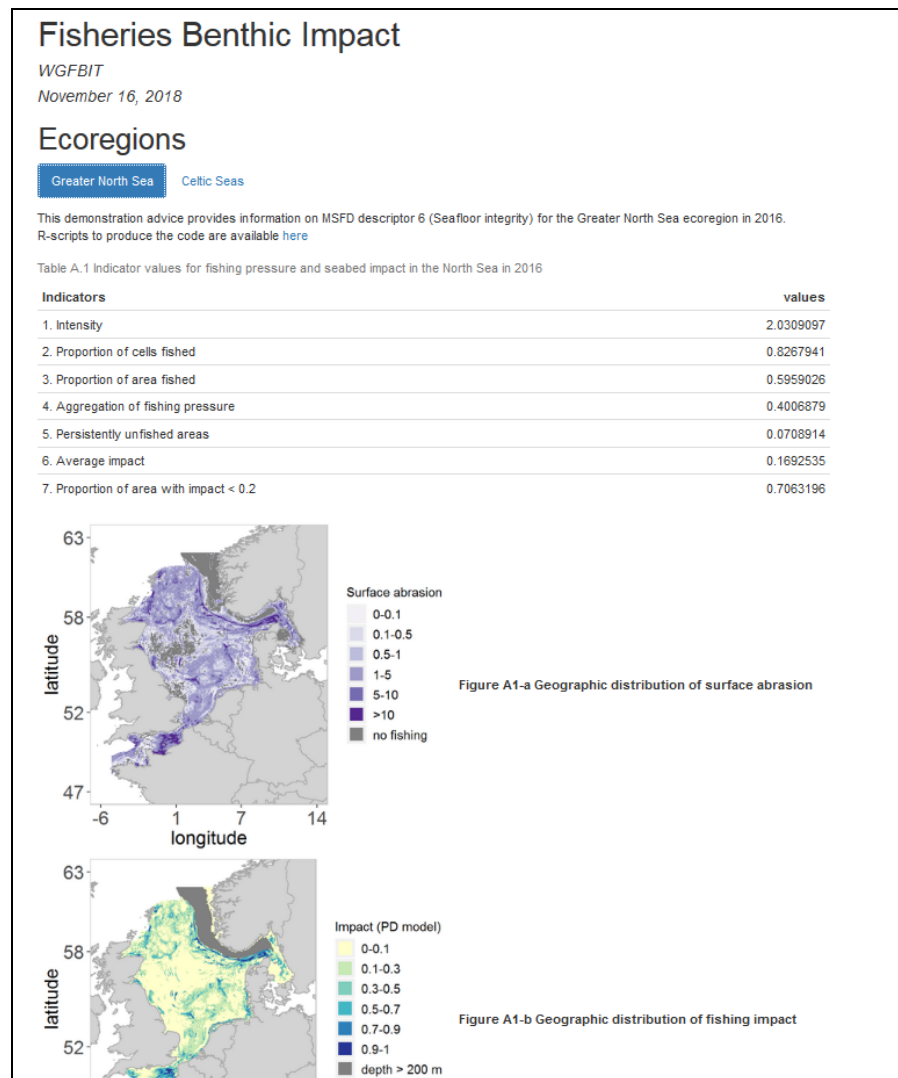 Fisheries Benthic Impact
WGFBIT
November 16, 2018
Ecoregions
Greater North Sea Celtic Seas
This demonstration advice provides information on MSFD descriptor 6 (Seafloor integrity) for the Greater North Sea ecoregion in 2016.
R-scripts to produce the code are available here
Table A.1 Indicator values for fishing pressure and seabed impact in the North Sea in 2016
Indicators values
1. Intensity 2.0309097
2. Proportion of cells fished 0.8267941
3. Proportion of area fished 0.5959026
4. Aggregation of fishing pressure 0.4006879
5. Persistently unfished areas 0.0708914
6. Average impact 0.1692535
7. Proportion of area with impact < 0.2 0.7063196
63
58
52
47
latitude
-6 1 7 14
longitude
Surface abrasion
0-0.1
0.1-0.5
0.5-1
1-5
5-10
>10
no fishing
Figure A1-a Geographic distribution of surface abrasion
63
58
52
latitude
Impact (PD model)
0-0.1
0.1-0.3
0.3-0.5
0.5-0.7
0.7-0.9
0.9-1
depth > 200 m
Figure A1-b Geographic distribution of fishing impact